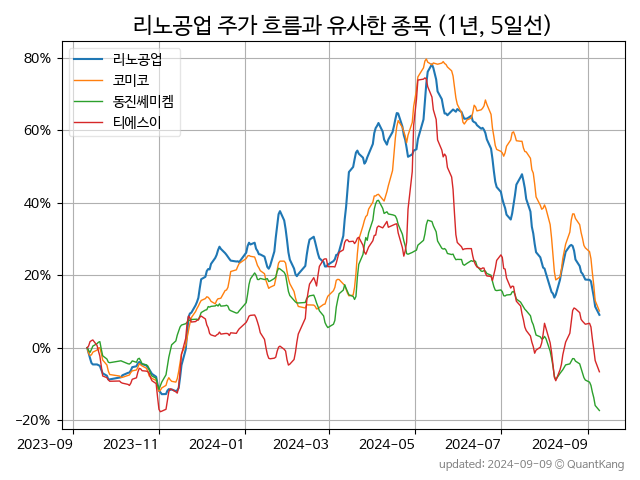 리노공업 주가 흐름과 유사한 종목 (1년, 5일선)
80%
60%
40%
20%
0%
−20%
리노공업
코미코
동진쎄미켐
티에스이
2023-09
2023-11
2024-01
2024-03
2024-05
2024-07
2024-09
updated: 2024-09-09 © QuantKang